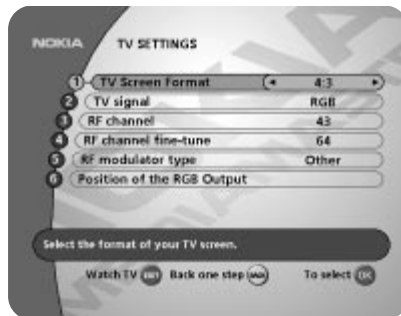 NOKIA TV SETTINGS
1 TV Screen Format 4:3
2 TV signal RGB
3 RF channel 43
4 RF channel fine-tune 64
5 RF modulator type Other
6 Position of the RGB Output
Select the format of your TV screen.
Watch TV EXIT Back one step BACK To select OK